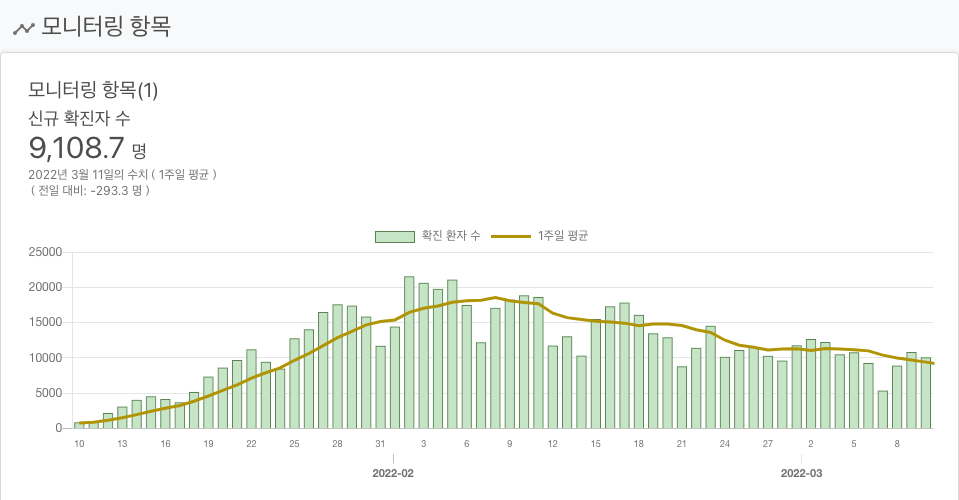 모니터링 항목
모니터링 항목(1)
신규 확진자 수
9,108.7 명
2022년 3월 11일의 수치 ( 1주일 평균 )
( 전일 대비: -293.3 명 )
확진 환자 수 1주일 평균
25000
20000
15000
10000
5000
0
10 13 16 19 22 25 28 31 3 6 9 12 15 18 21 24 27 2 5 8
2022-02 2022-03